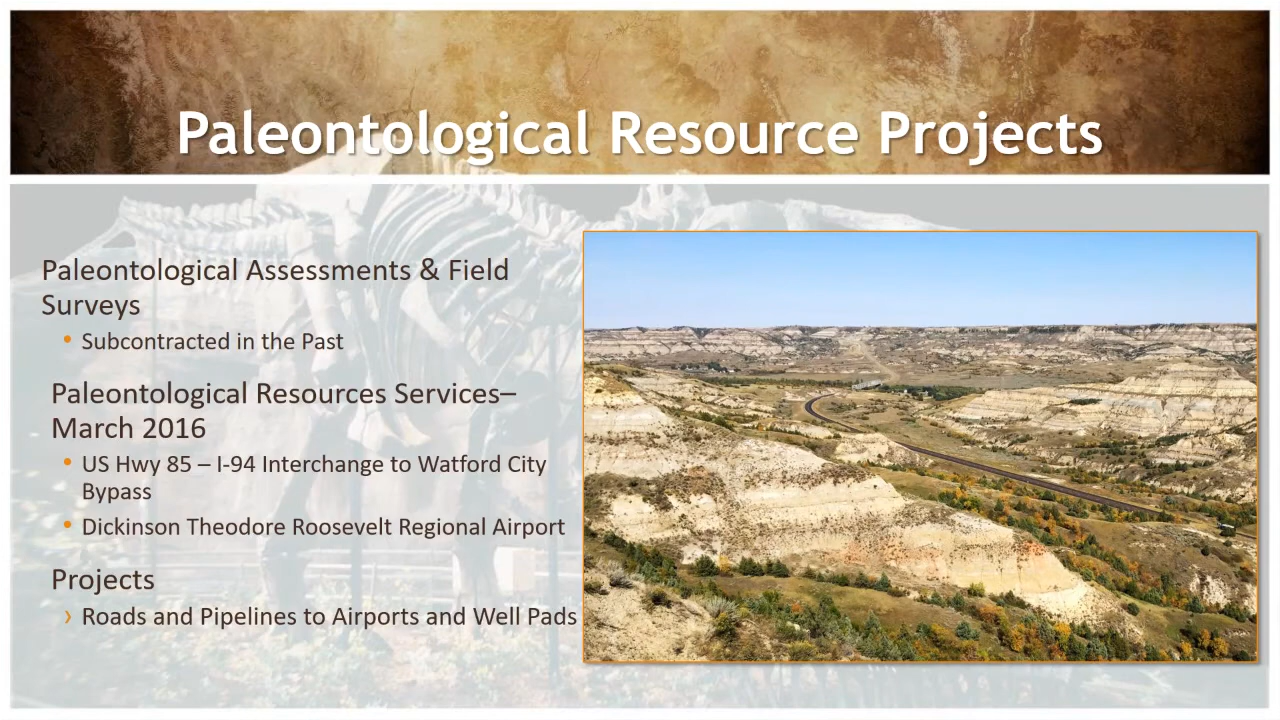 Paleontological Resource Projects
Paleontological Assessments & Field
Surveys
• Subcontracted in the Past
Paleontological Resources Services–
March 2016
• US Hwy 85 – I-94 Interchange to Watford City
Bypass
• Dickinson Theodore Roosevelt Regional Airport
Projects
› Roads and Pipelines to Airports and Well Pads